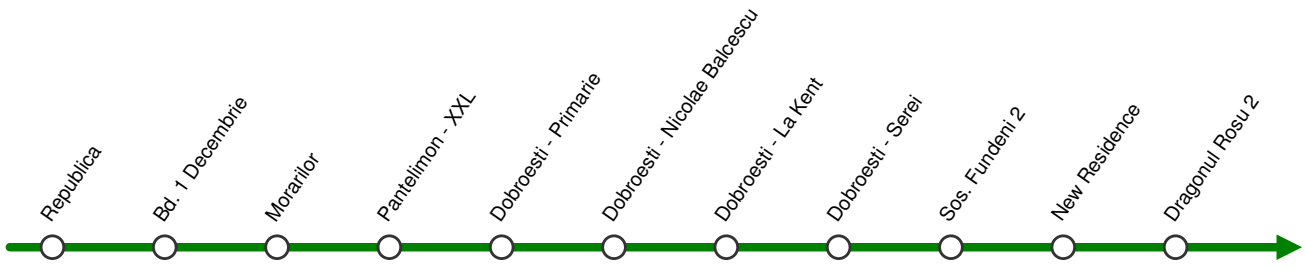 Republica
Bd. 1 Decembrie
Morarilor
Pantelimon - XXL
Dobroesti - Primarie
Dobroesti - Nicolae Balcescu
Dobroesti - La Kent
Dobroesti - Serei
Sos. Fundeni 2
New Residence
Dragonul Rosu 2